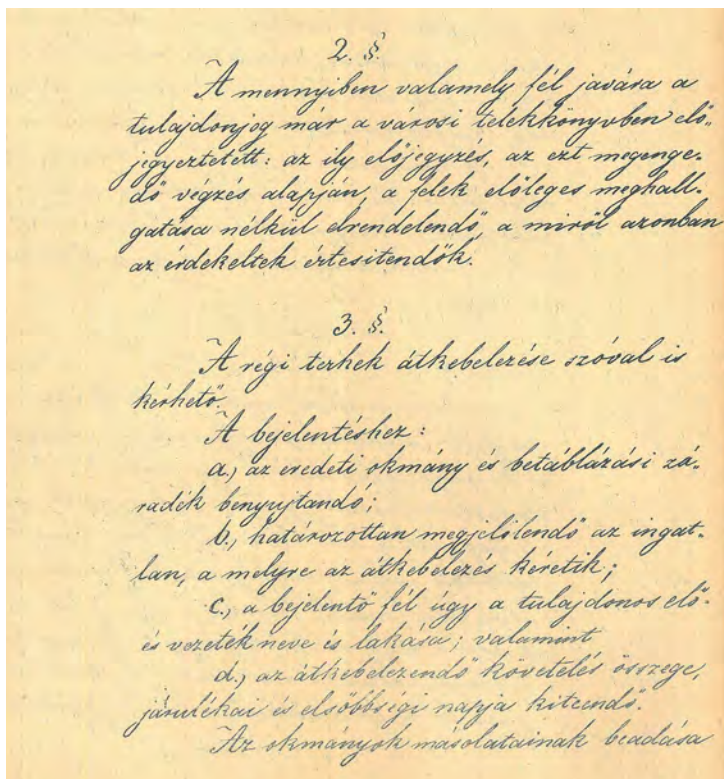 2. §.
A mennyiben valamely fél javára a
tulajdonjog már a városi telekkönyvben elő-
jegyeztetett: az ily előjegyzés, az ezt megenge-
dő végzés alapján, a felek előleges meghall-
gatása nélkül elrendelendő, a miről azonban
az érdekeltek értesitendők.
3. §.
A régi terhek átkebelezése szóval is
kérhető.
A bejelentéshez:
a., az eredeti okmány és betáblázási zá-
radék benyujtandó;
b., határozottan megjelölendő az ingat-
lan, a melyre az átkebelezés kéretik;
c., a bejelentő fél úgy a tulajdonos elő-
és vezeték neve is lakása; valamint
d., az átkebelezendő követelés összege,
járulékai és elsőbbségi napja kiteendő.
Az okmányok másolatainak beadása